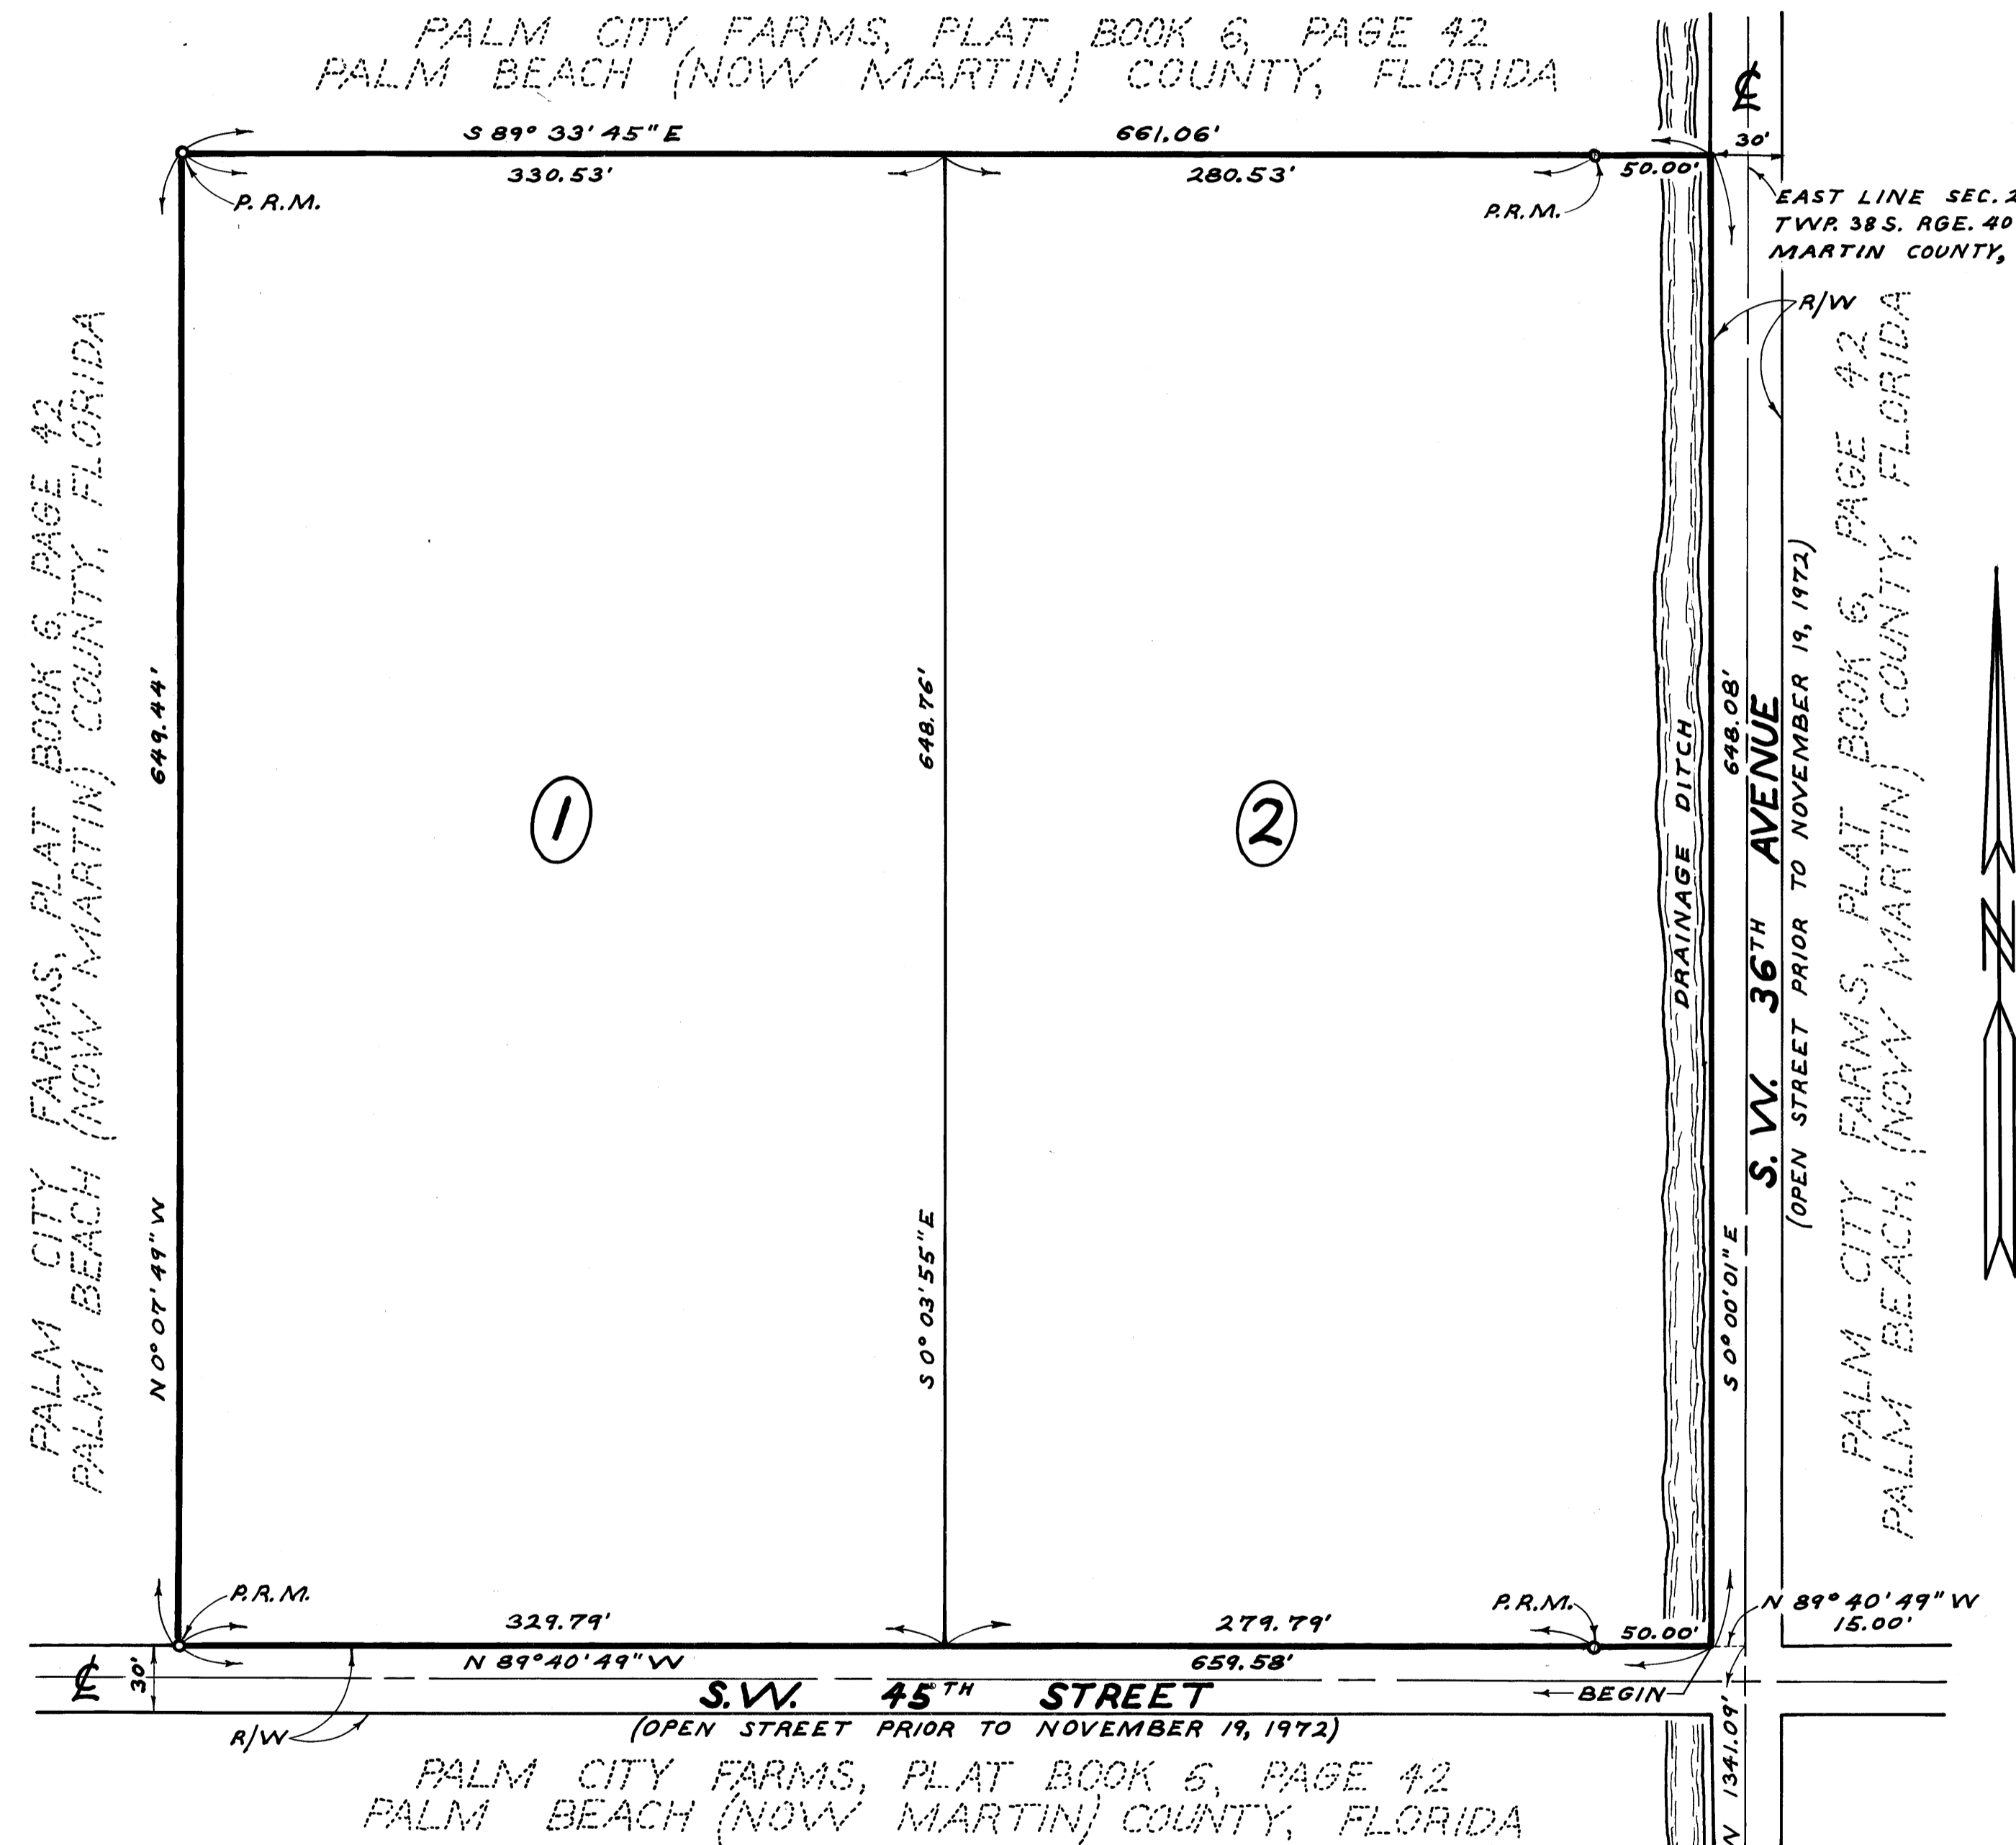 PALM CITY FARMS, PLAT BOOK 6, PAGE 42
PALM BEACH (NOW MARTIN) COUNTY, FLORIDA
℄
S 89° 33' 45" E
661.06'
30'
330.53'
280.53'
50.00'
P.R.M.
P.R.M.
EAST LINE SEC. 2
TWP. 38 S. RGE. 40
MARTIN COUNTY,
R/W
PALM CITY FARMS, PLAT BOOK 6, PAGE 42
PALM BEACH (NOW MARTIN) COUNTY, FLORIDA
649.44'
N 0° 07' 49" W
1
648.76'
S 0° 03' 55" E
2
DRAINAGE DITCH
648.08'
S 0° 00' 01" E
S. W. 36TH AVENUE
(OPEN STREET PRIOR TO NOVEMBER 19, 1972)
PALM CITY FARMS, PLAT BOOK 6, PAGE 42
PALM BEACH, (NOW MARTIN) COUNTY, FLORIDA
N
P.R.M.
P.R.M.
329.79'
279.79'
50.00'
N 89° 40' 49" W
15.00'
N 89° 40' 49" W
659.58'
℄
30'
S.W. 45TH STREET
BEGIN
(OPEN STREET PRIOR TO NOVEMBER 19, 1972)
R/W
N 1341.09'
PALM CITY FARMS, PLAT BOOK 6, PAGE 42
PALM BEACH (NOW MARTIN) COUNTY, FLORIDA